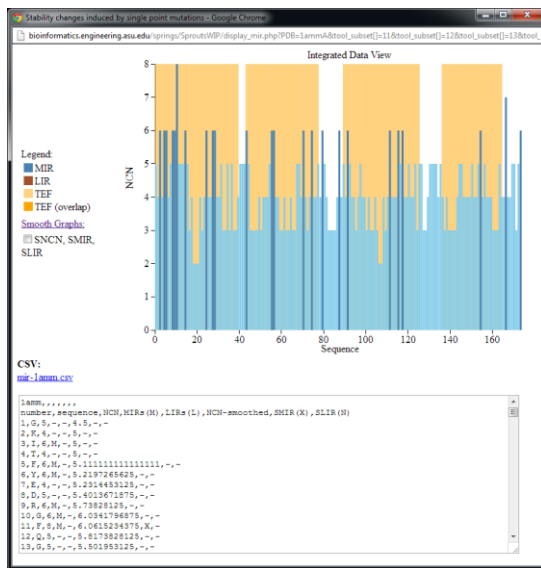 Stability changes induced by single point mutations - Google Chrome
bioinformatics.engineering.asu.edu/springs/SproutsWIP/display_mir.php?PDB=1ammA&tool_subset[]=11&tool_subset[]=12&tool_subset[]=13&tool_
Integrated Data View
8
7
6
5
4
3
2
1
0
NCN
0 20 40 60 80 100 120 140 160
Sequence
Legend:
MIR
LIR
TEF
TEF (overlap)
Smooth Graphs:
SNCN, SMIR,
SLIR
CSV:
mir-1amm.csv
1amm,,,,,,,
number,sequence,NCN,MIRs(M),LIRs(L),NCN-smoothed,SMIR(X),SLIR(N)
1,G,5,-,-,4.5,-,-
2,K,4,-,-,5,-,-
3,I,6,M,-,5,-,-
4,T,4,-,-,5,-,-
5,F,6,M,-,5.111111111111111,-,-
6,Y,6,M,-,5.2197265625,-,-
7,E,4,-,-,5.2314453125,-,-
8,D,5,-,-,5.4013671875,-,-
9,R,6,M,-,5.73828125,-,-
10,G,6,M,-,6.0341796875,-,-
11,F,8,M,-,6.0615234375,X,-
12,Q,5,-,-,5.8173828125,-,-
13,G,5,-,-,5.501953125,-,-